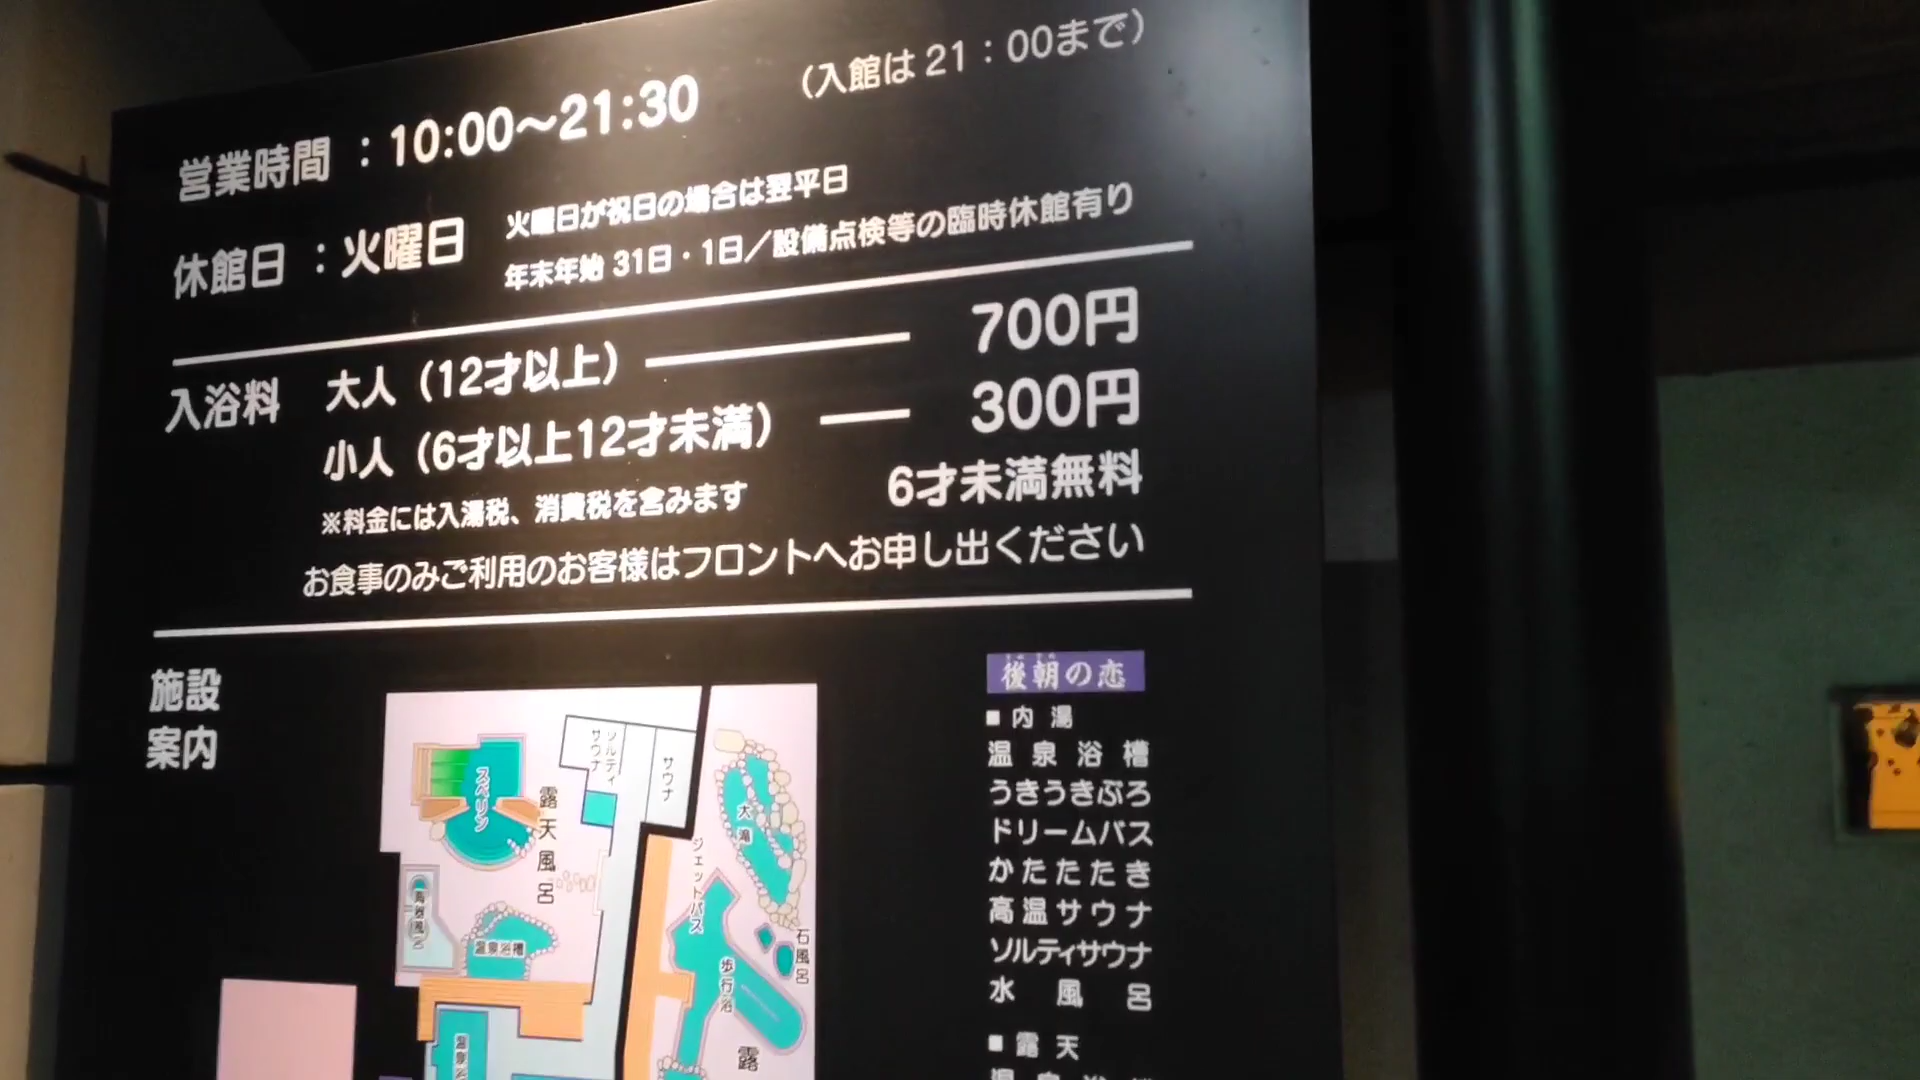 営業時間 ：10:00～21:30 （入館は 21：00まで）
休館日 ：火曜日
火曜日が祝日の場合は翌平日
年末年始 31日・1日／設備点検等の臨時休館有り
入浴料 大人（12才以上） 700円
小人（6才以上12才未満） 300円
※料金には入湯税、消費税を含みます 6才未満無料
お食事のみご利用のお客様はフロントへお申し出ください
施設
案内
ソルティ
サウナ
サウナ
スベリン
露天風呂
大滝
ジェットバス
石風呂
温泉浴槽
歩行浴
露
後朝の恋
■ 内 湯
温 泉 浴 槽
うきうきぶろ
ドリームバス
かたたたき
高温サウナ
ソルティサウナ
水 風 呂
■ 露 天